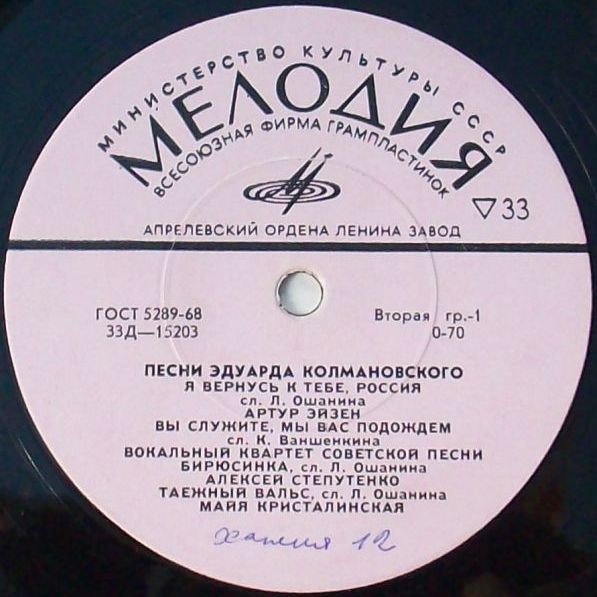 МИНИСТЕРСТВО КУЛЬТУРЫ СССР
МЕЛОДИЯ
ВСЕСОЮЗНАЯ ФИРМА ГРАМПЛАСТИНОК
▽33
АПРЕЛЕВСКИЙ ОРДЕНА ЛЕНИНА ЗАВОД
ГОСТ 5289-68
33Д—15203
Вторая гр.-1
0-70
ПЕСНИ ЭДУАРДА КОЛМАНОВСКОГО
Я ВЕРНУСЬ К ТЕБЕ, РОССИЯ
сл. Л. Ошанина
АРТУР ЭЙЗЕН
ВЫ СЛУЖИТЕ, МЫ ВАС ПОДОЖДЕМ
сл. К. Ваншенкина
ВОКАЛЬНЫЙ КВАРТЕТ СОВЕТСКОЙ ПЕСНИ
БИРЮСИНКА, сл. Л. Ошанина
АЛЕКСЕЙ СТЕПУТЕНКО
ТАЕЖНЫЙ ВАЛЬС, сл. Л. Ошанина
МАЙЯ КРИСТАЛИНСКАЯ
12